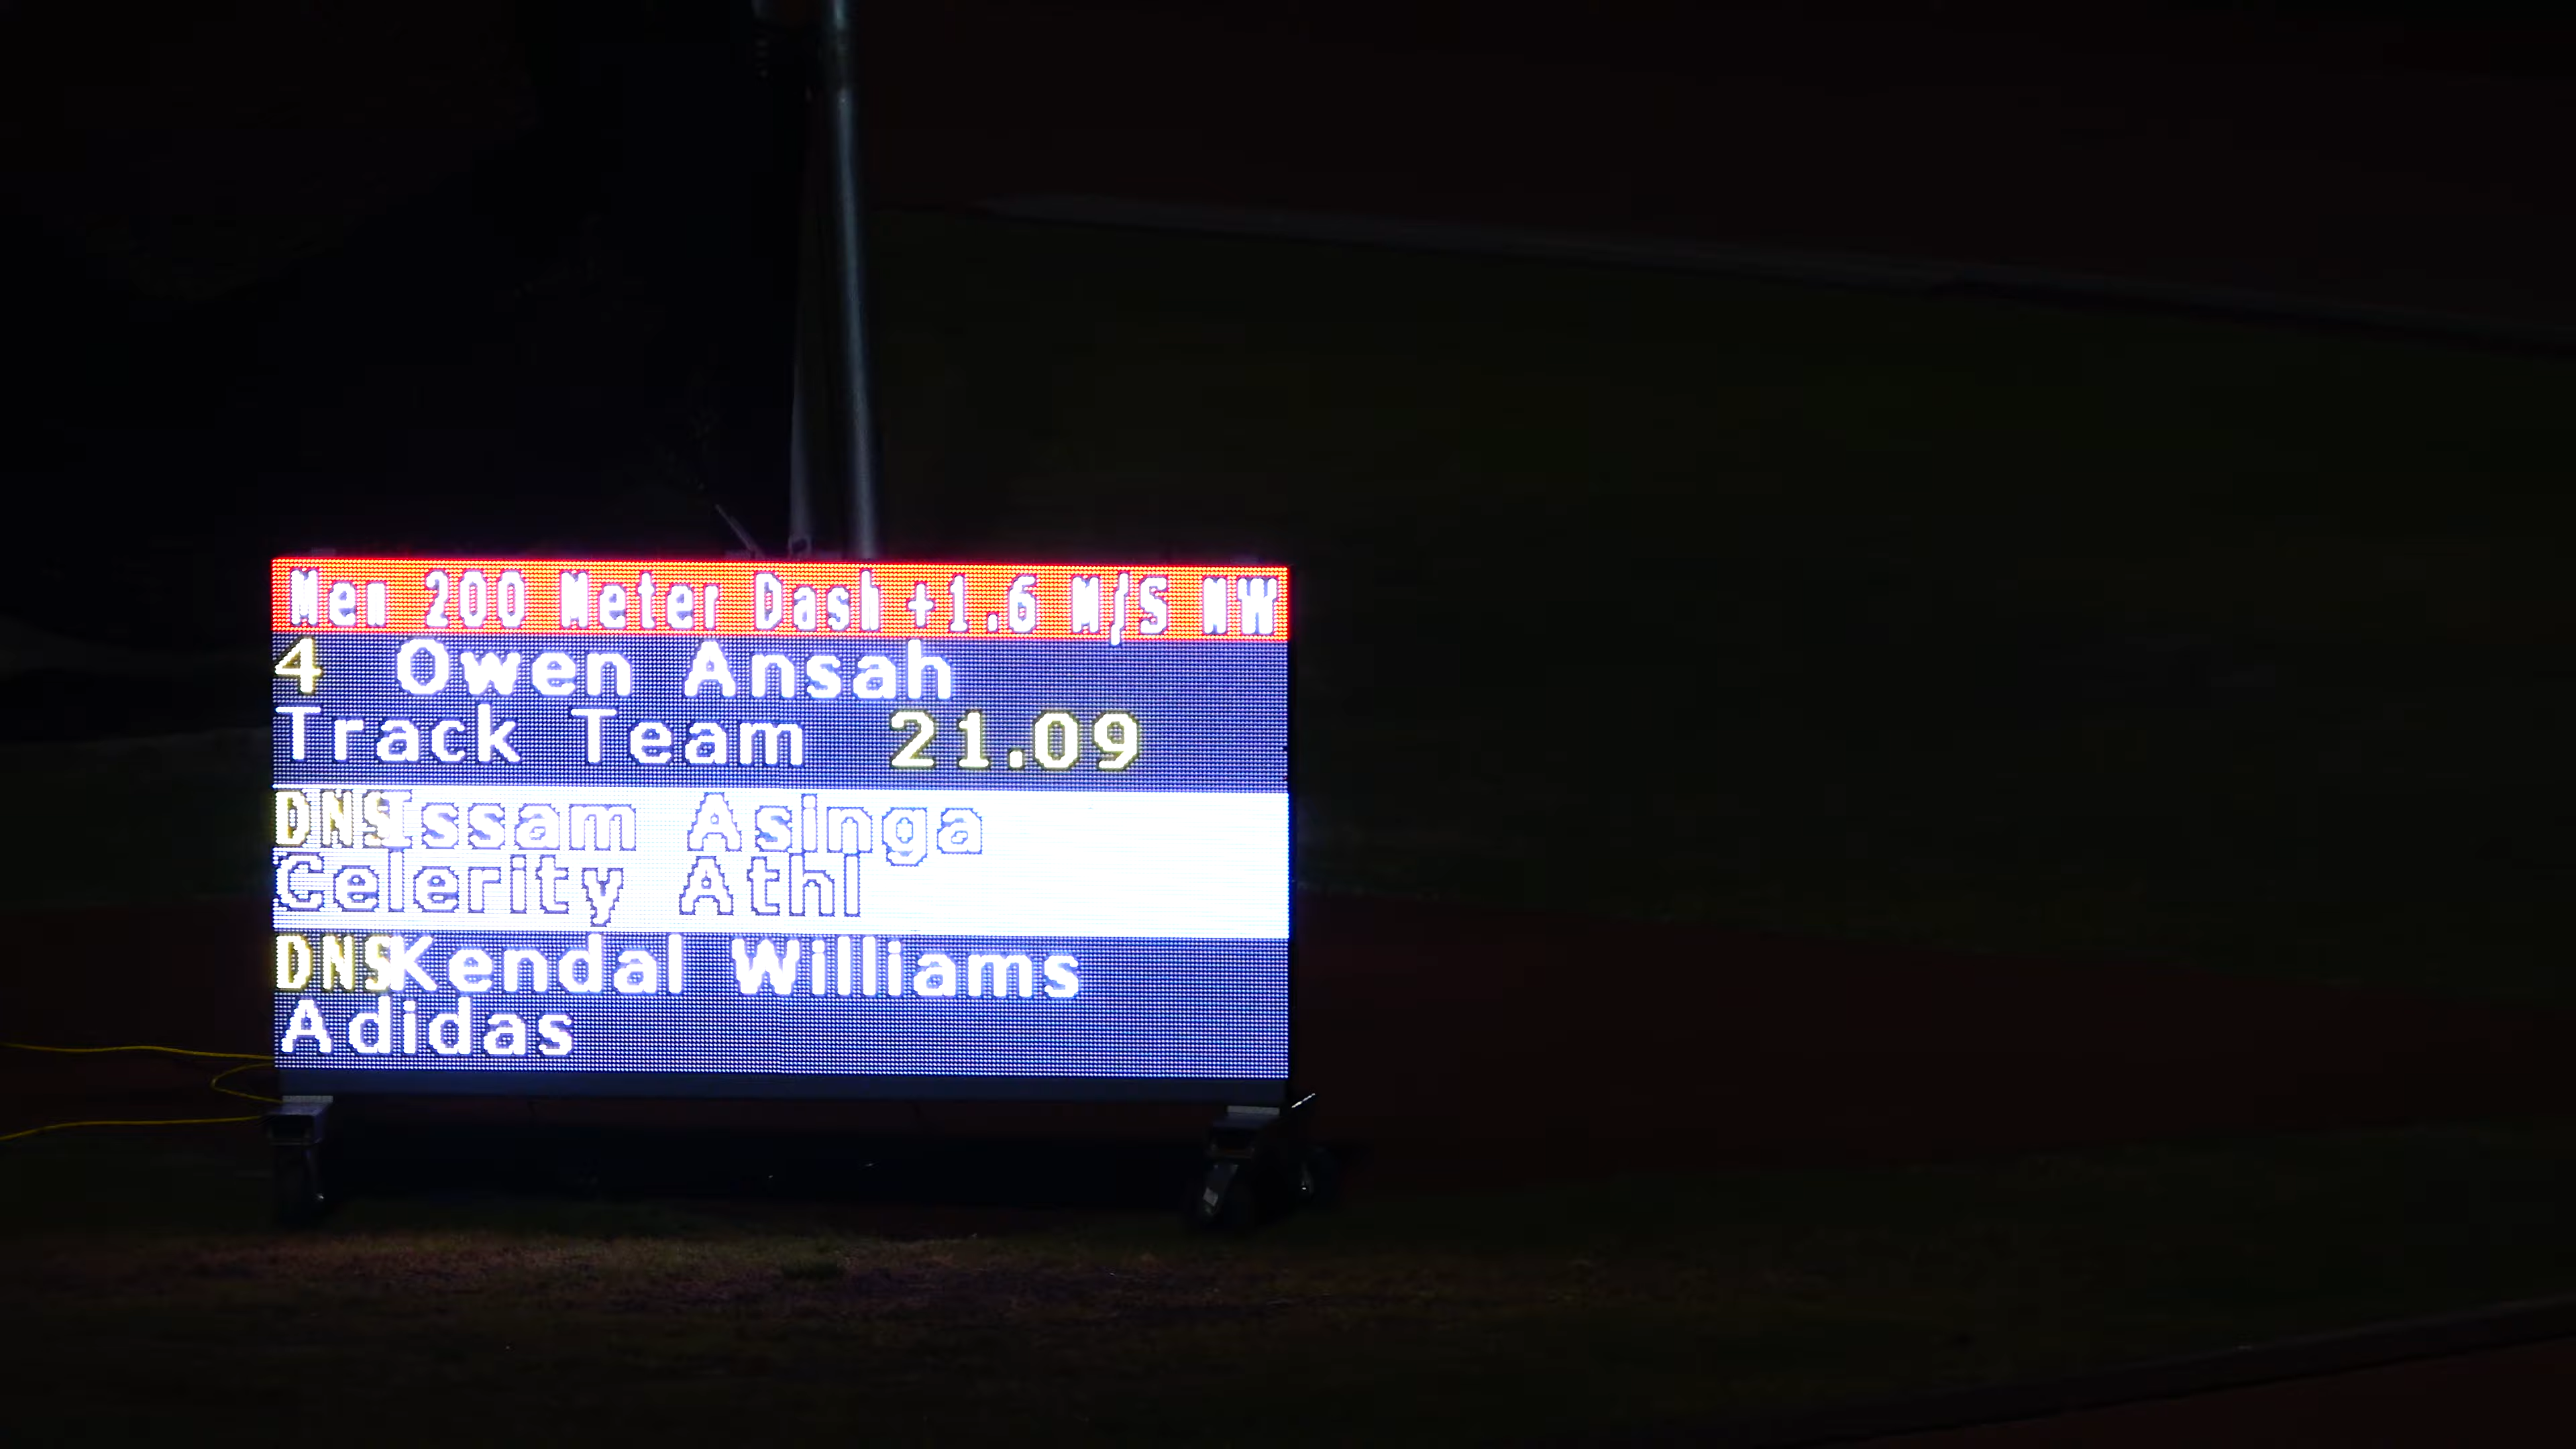 Men 200 Meter Dash +1.6 M/S NW
4 Owen Ansah
Track Team 21.09
DNS Issam Asinga
Celerity Athl
DNS Kendal Williams
Adidas